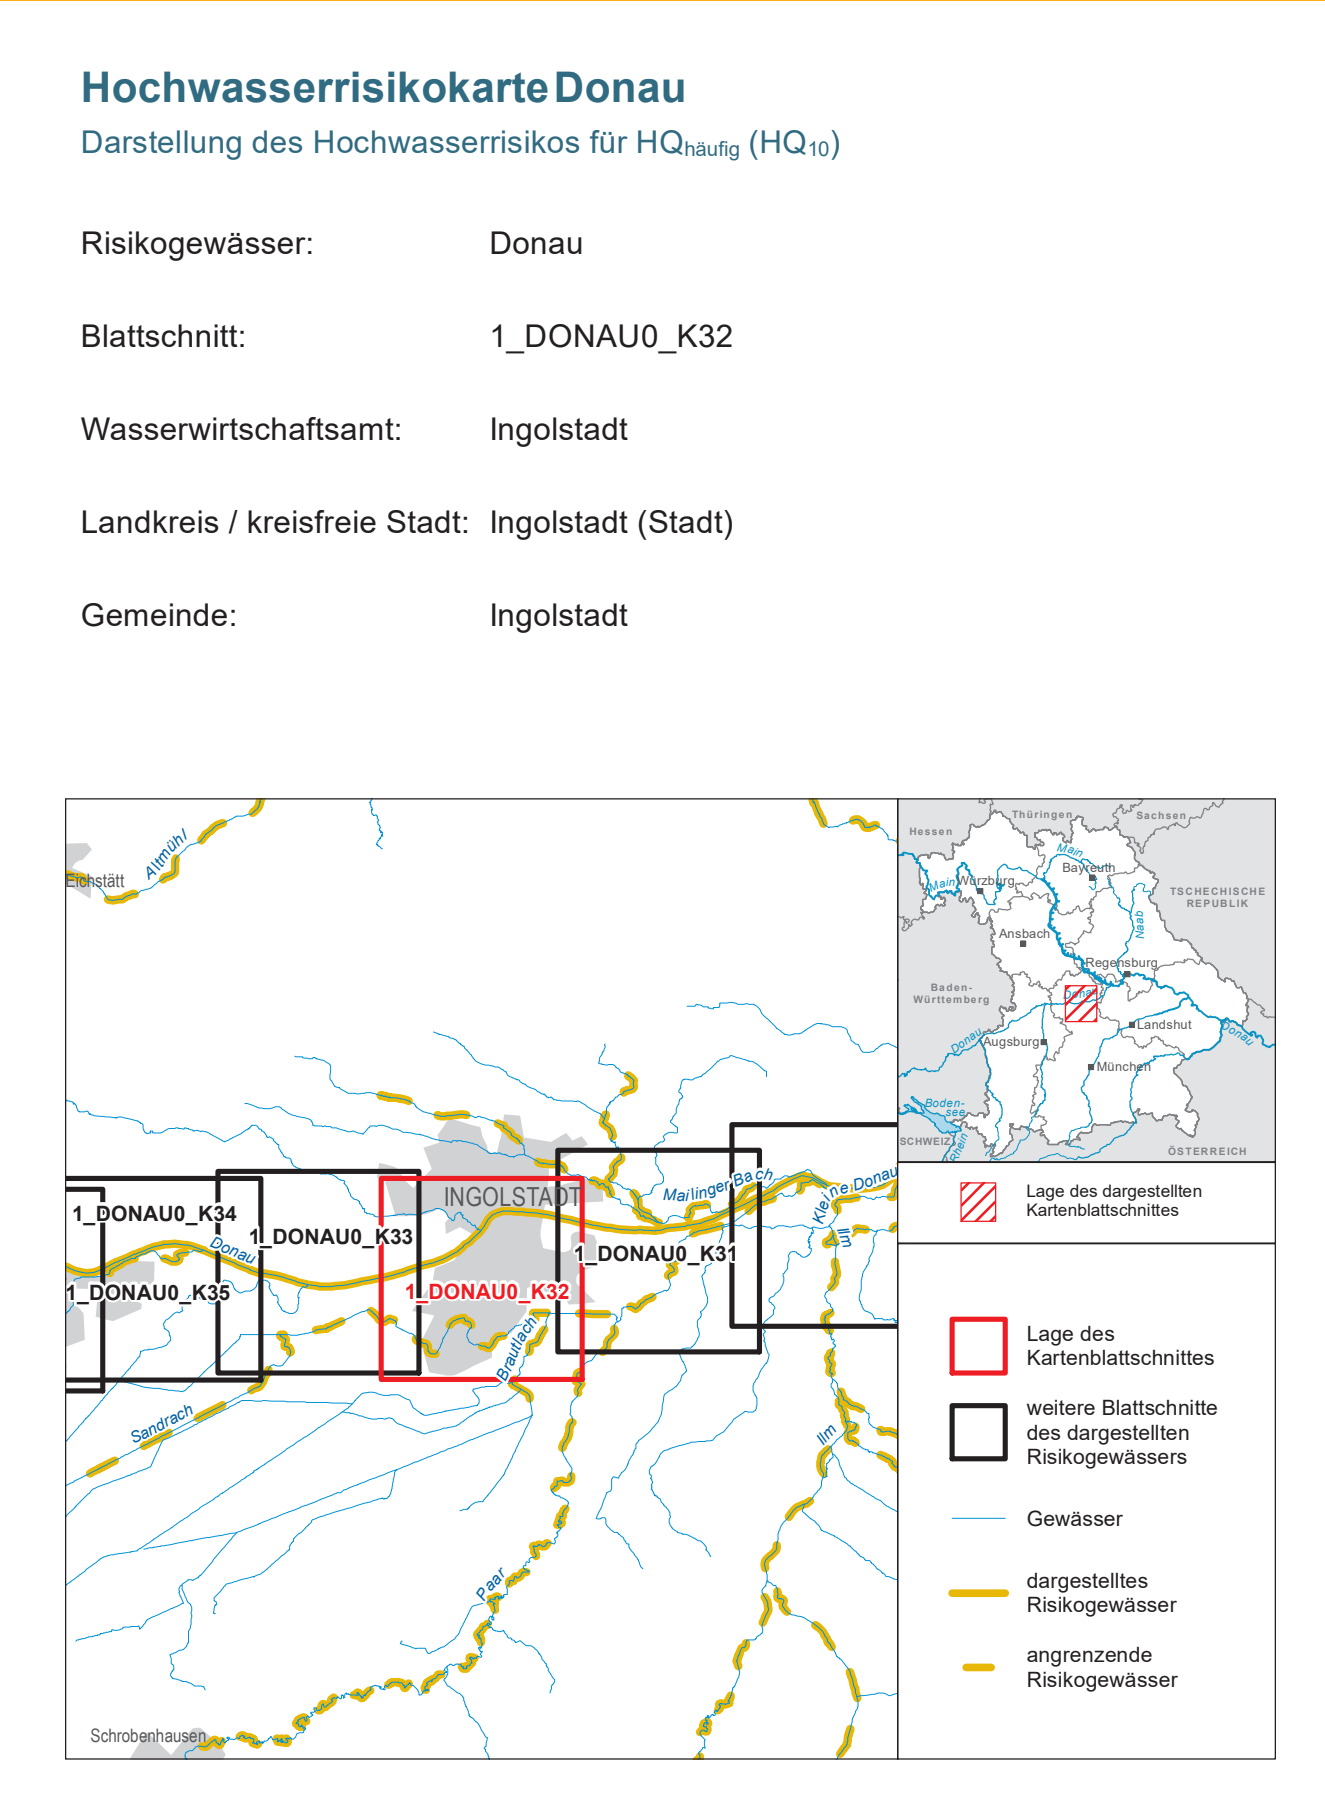 Hochwasserrisikokarte Donau
Darstellung des Hochwasserrisikos für HQhäufig (HQ10)
Risikogewässer: Donau
Blattschnitt: 1_DONAU0_K32
Wasserwirtschaftsamt: Ingolstadt
Landkreis / kreisfreie Stadt: Ingolstadt (Stadt)
Gemeinde: Ingolstadt
Altmühl
Eichstätt
INGOLSTADT
Mailinger Bach
Kleine Donau
Ilm
1_DONAU0_K34
1_DONAU0_K33
Donau
1_DONAU0_K31
1_DONAU0_K35
1_DONAU0_K32
Brautlach
Sandrach
Ilm
Paar
Schrobenhausen
Thüringen
Sachsen
Hessen
Main
Bayreuth
Main
Würzburg
TSCHECHISCHE
REPUBLIK
Naab
Ansbach
Regensburg
Baden-
Württemberg
Donau
Landshut
Donau
Donau
Augsburg
München
Boden-
see
SCHWEIZ
Rhein
ÖSTERREICH
Lage des dargestellten
Kartenblattschnittes
Lage des
Kartenblattschnittes
weitere Blattschnitte
des dargestellten
Risikogewässers
Gewässer
dargestelltes
Risikogewässer
angrenzende
Risikogewässer